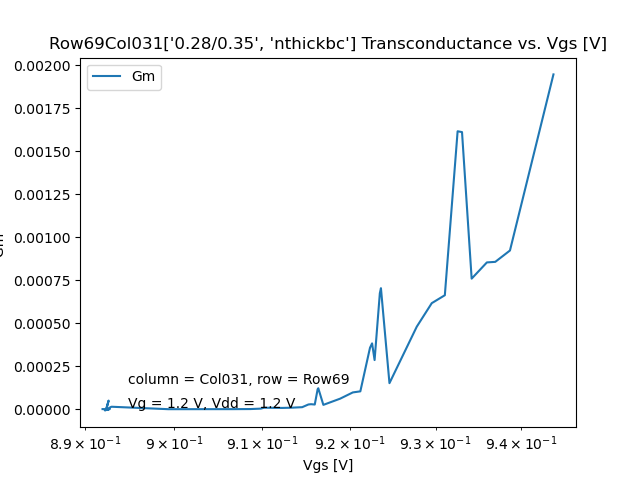 Row69Col031['0.28/0.35', 'nthickbc'] Transconductance vs. Vgs [V]
Gm
0.00200
0.00175
0.00150
0.00125
0.00100
0.00075
0.00050
0.00025
0.00000
Gm
column = Col031, row = Row69
Vg = 1.2 V, Vdd = 1.2 V
8.9 × 10⁻¹ 9 × 10⁻¹ 9.1 × 10⁻¹ 9.2 × 10⁻¹ 9.3 × 10⁻¹ 9.4 × 10⁻¹
Vgs [V]